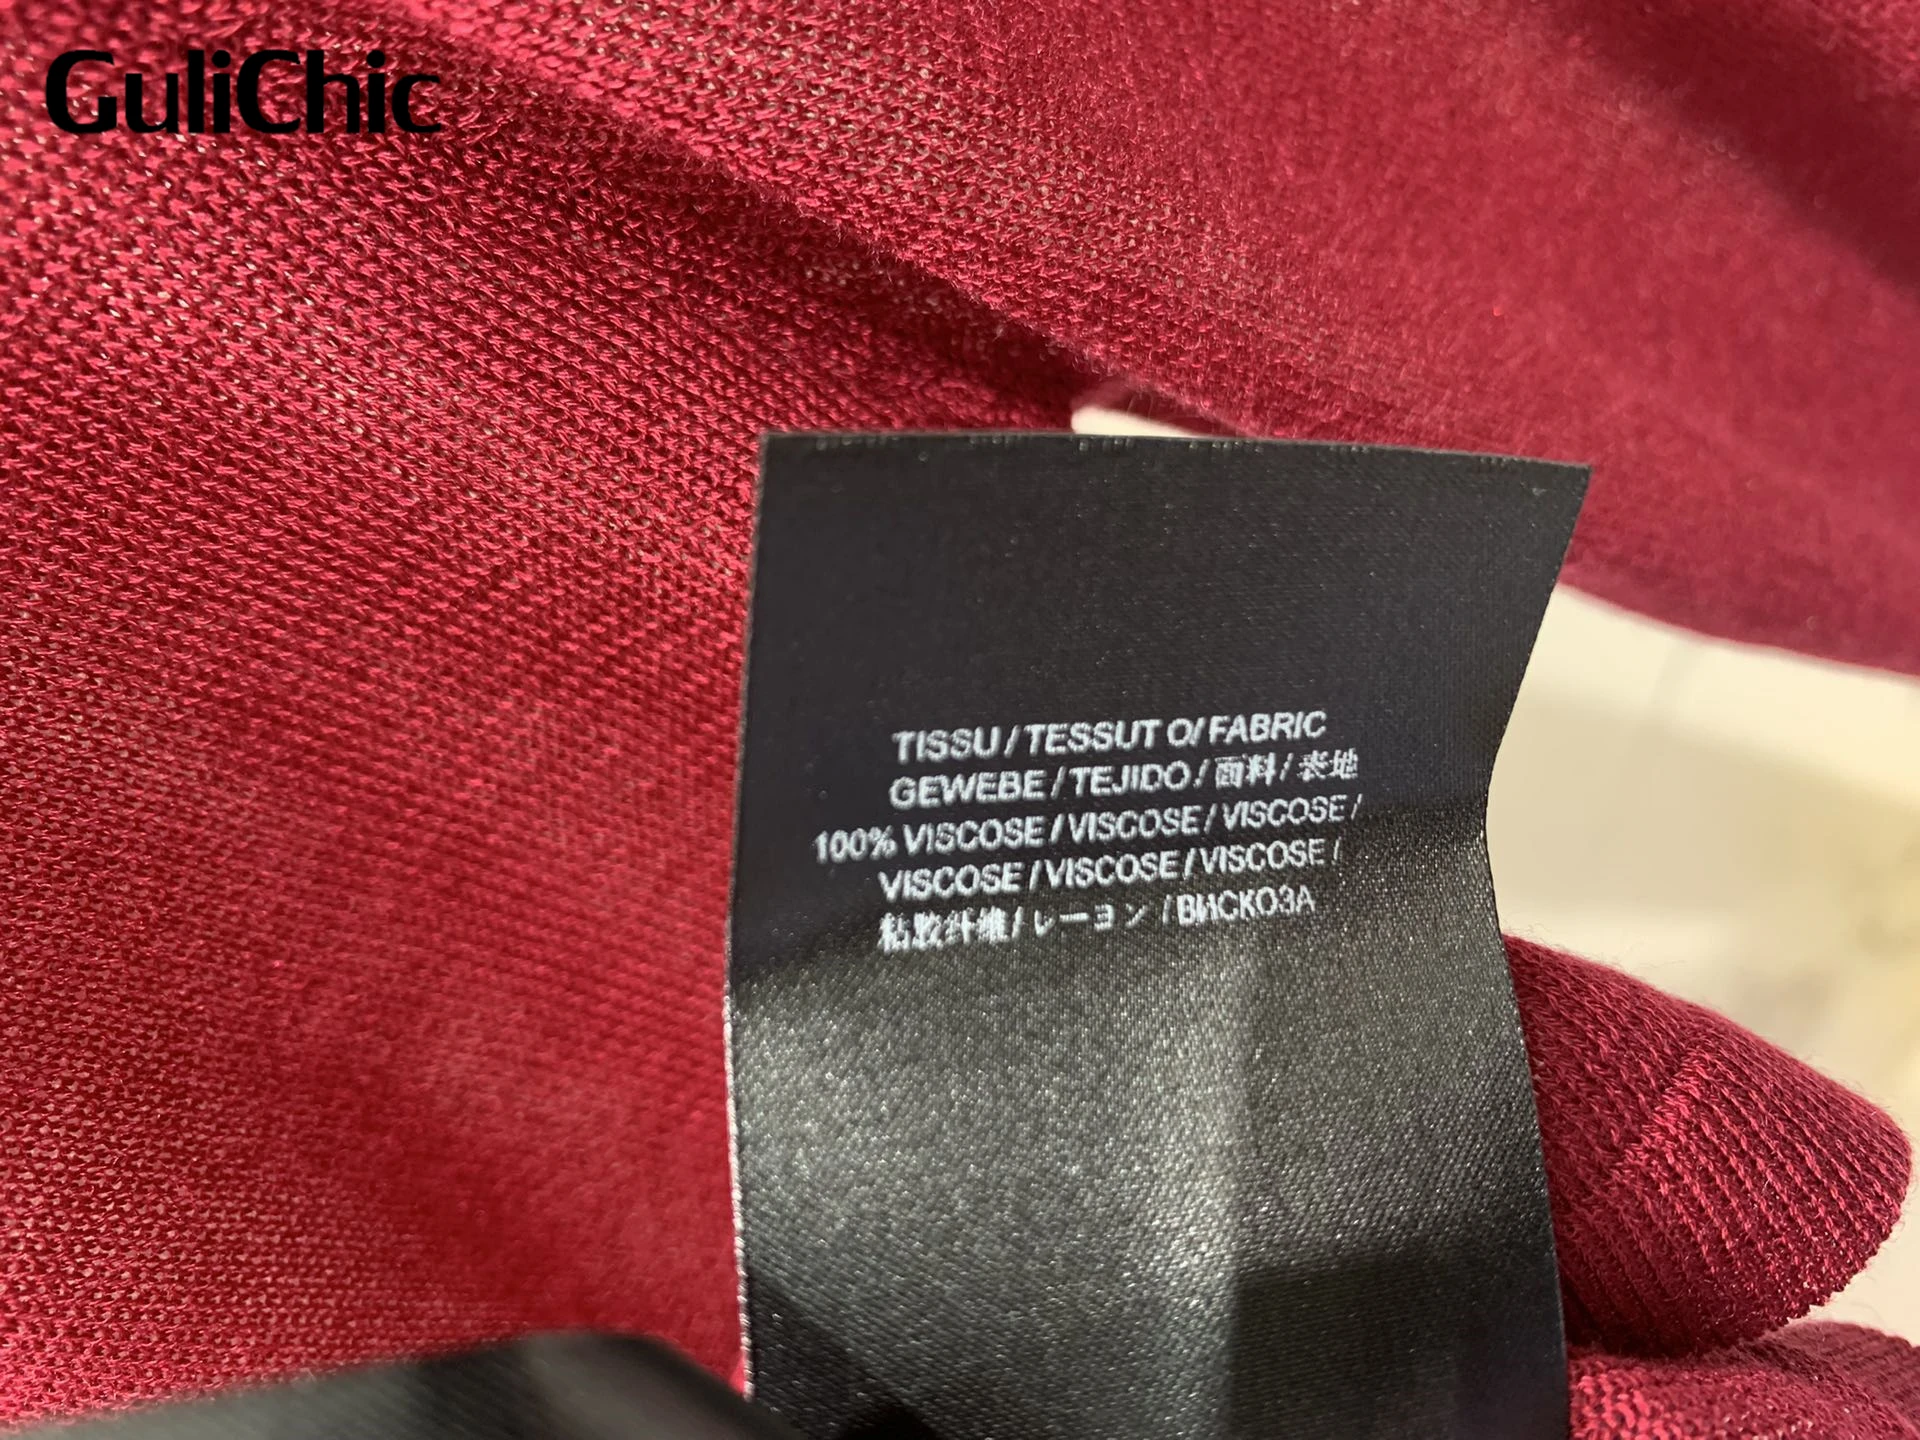 GuliChic
TISSU / TESSUT O/ FABRIC
GEWEBE / TEJIDO / 面料 / 表地
100% VISCOSE / VISCOSE / VISCOSE /
VISCOSE / VISCOSE / VISCOSE /
粘胶纤维 / レーヨン / ВИСКОЗА